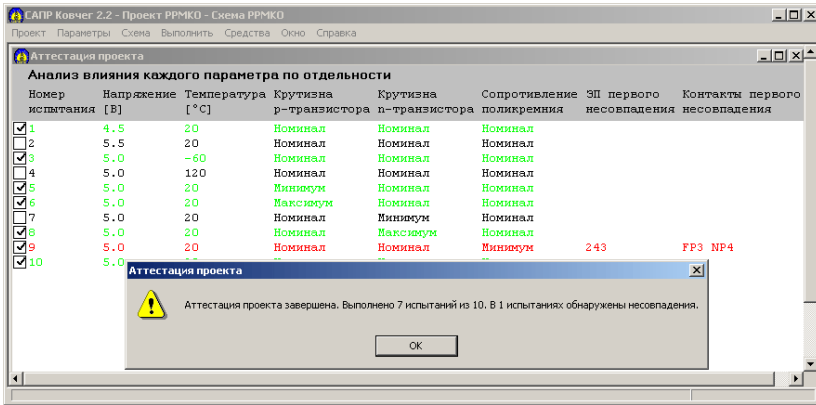 САПР Ковчег 2.2 - Проект PPMKO - Схема PPMKO
Проект Параметры Схема Выполнить Средства Окно Справка
Аттестация проекта
Анализ влияния каждого параметра по отдельности
Номер Напряжение Температура Крутизна Крутизна Сопротивление ЭП первого Контакты первого
испытания [В] [°C] p-транзистора n-транзистора поликремния несовпадения несовпадения
1 4.5 20 Номинал Номинал Номинал
2 5.5 20 Номинал Номинал Номинал
3 5.0 -60 Номинал Номинал Номинал
4 5.0 120 Номинал Номинал Номинал
5 5.0 20 Минимум Номинал Номинал
6 5.0 20 Максимум Номинал Номинал
7 5.0 20 Номинал Минимум Номинал
8 5.0 20 Номинал Максимум Номинал
9 5.0 20 Номинал Номинал Минимум 243 FP3 NP4
10 5.0
Аттестация проекта
Аттестация проекта завершена. Выполнено 7 испытаний из 10. В 1 испытаниях обнаружены несовпадения.
OK